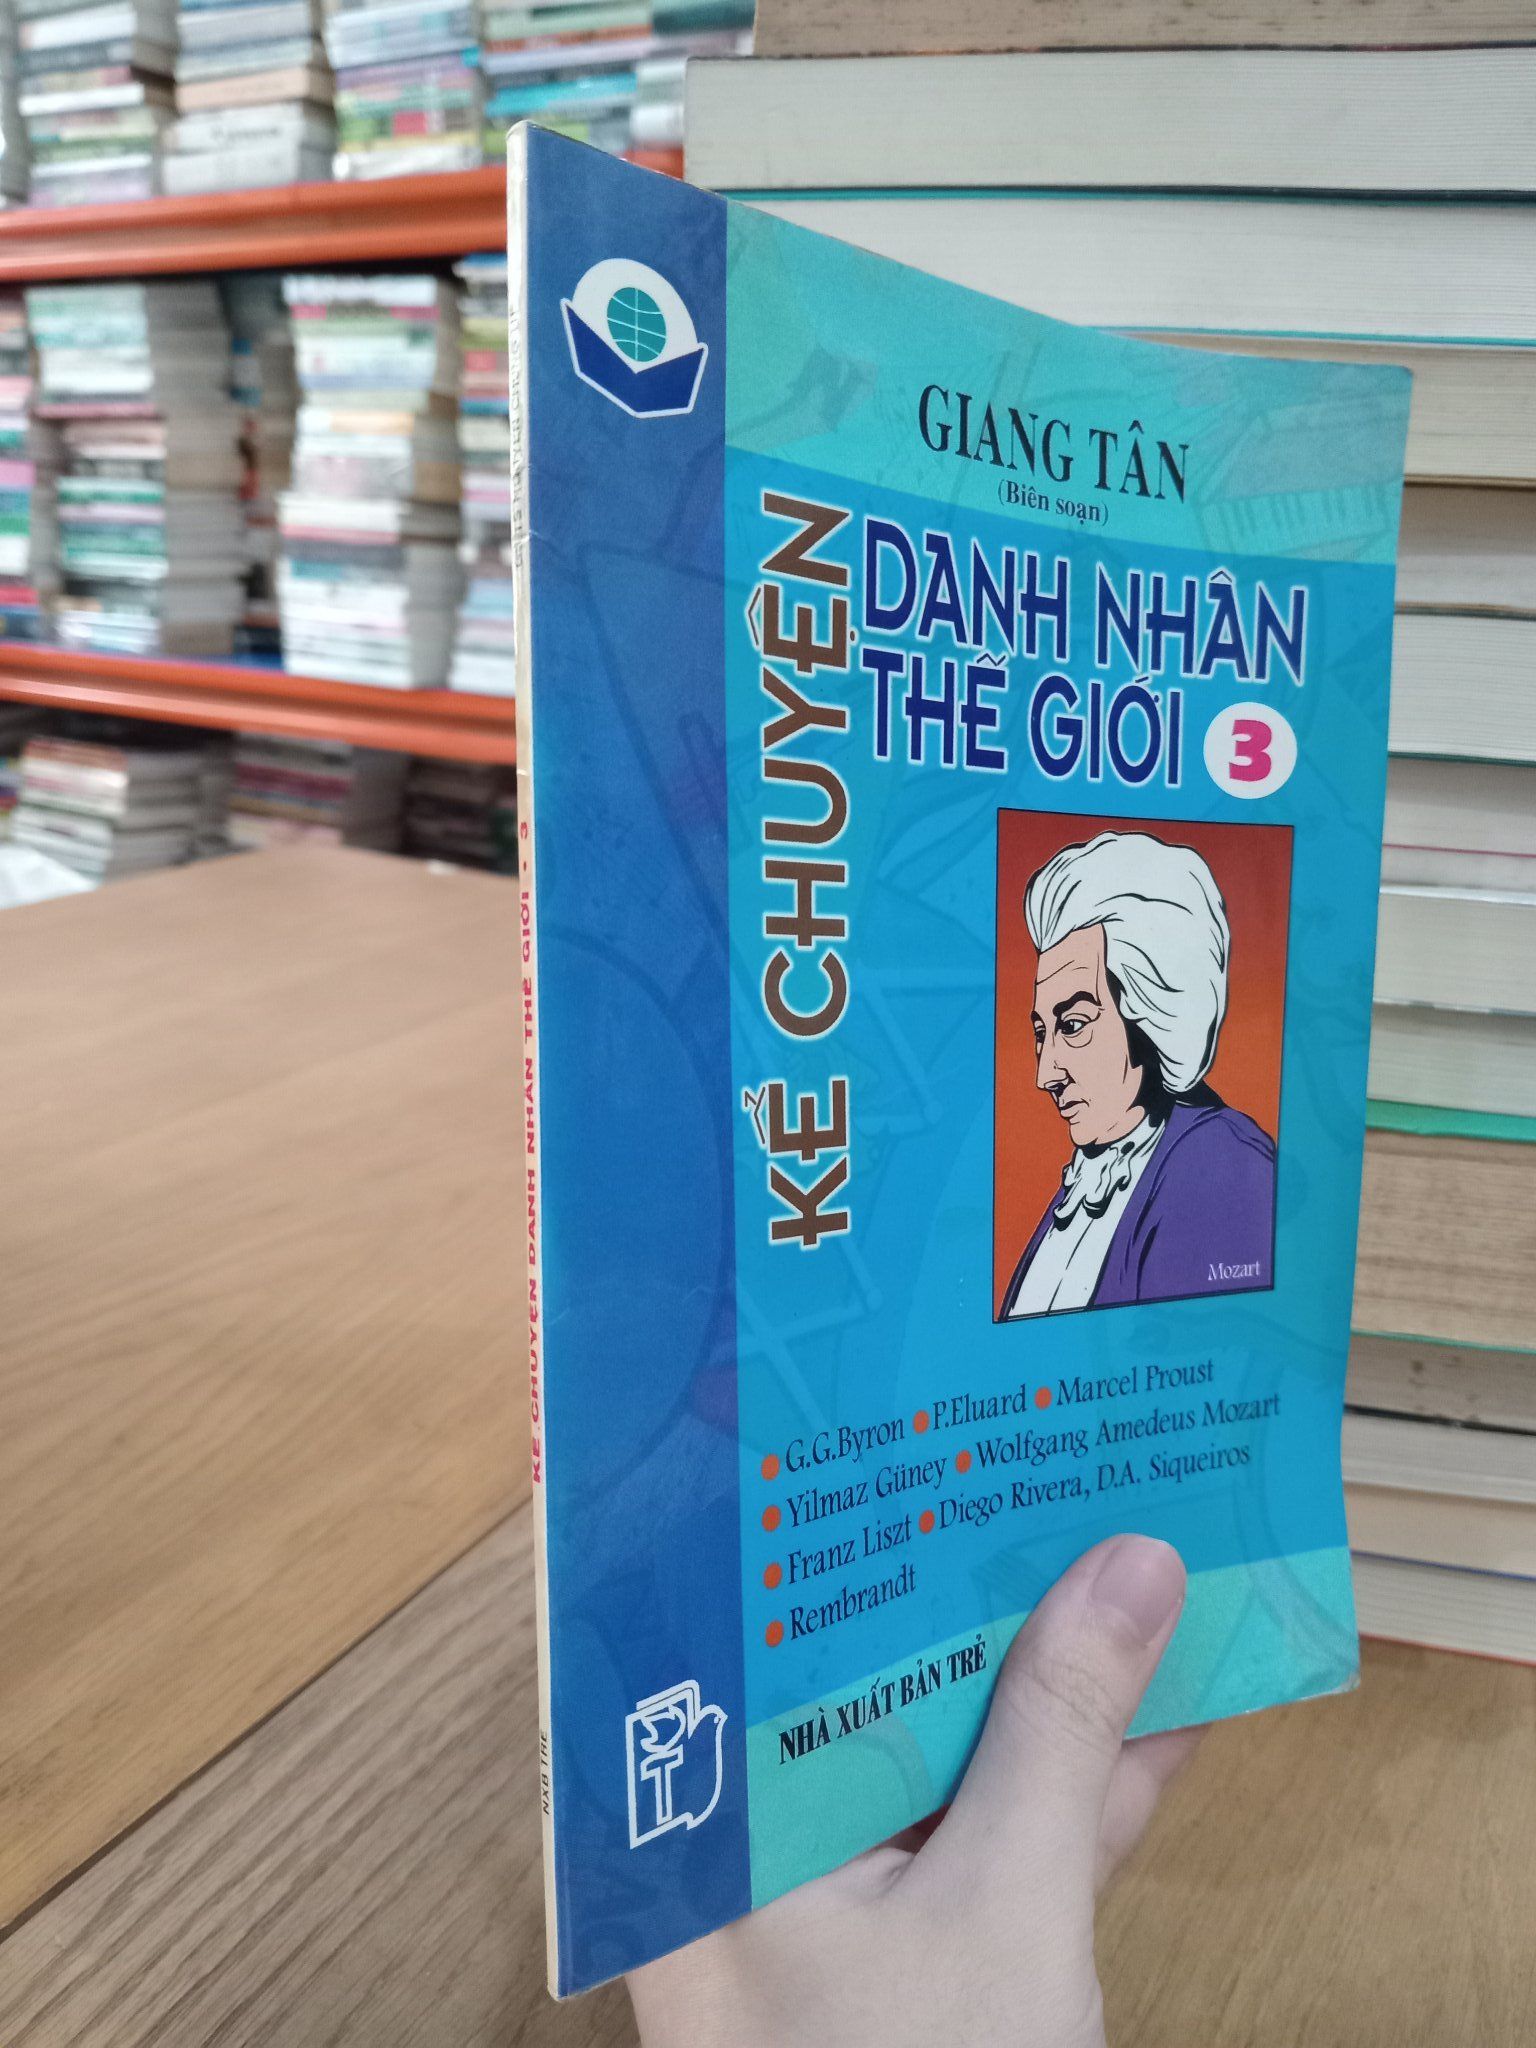 GIANG TÂN
(Biên soạn)
KỂ CHUYỆN
DANH NHÂN
THẾ GIỚI 3
Mozart
G.G.Byron P.Eluard Marcel Proust
Yilmaz Güney Wolfgang Amedeus Mozart
Franz Liszt Diego Rivera, D.A. Siqueiros
Rembrandt
NHÀ XUẤT BẢN TRẺ
T
KỂ CHUYỆN DANH NHÂN THẾ GIỚI • 3
NXB TRẺ